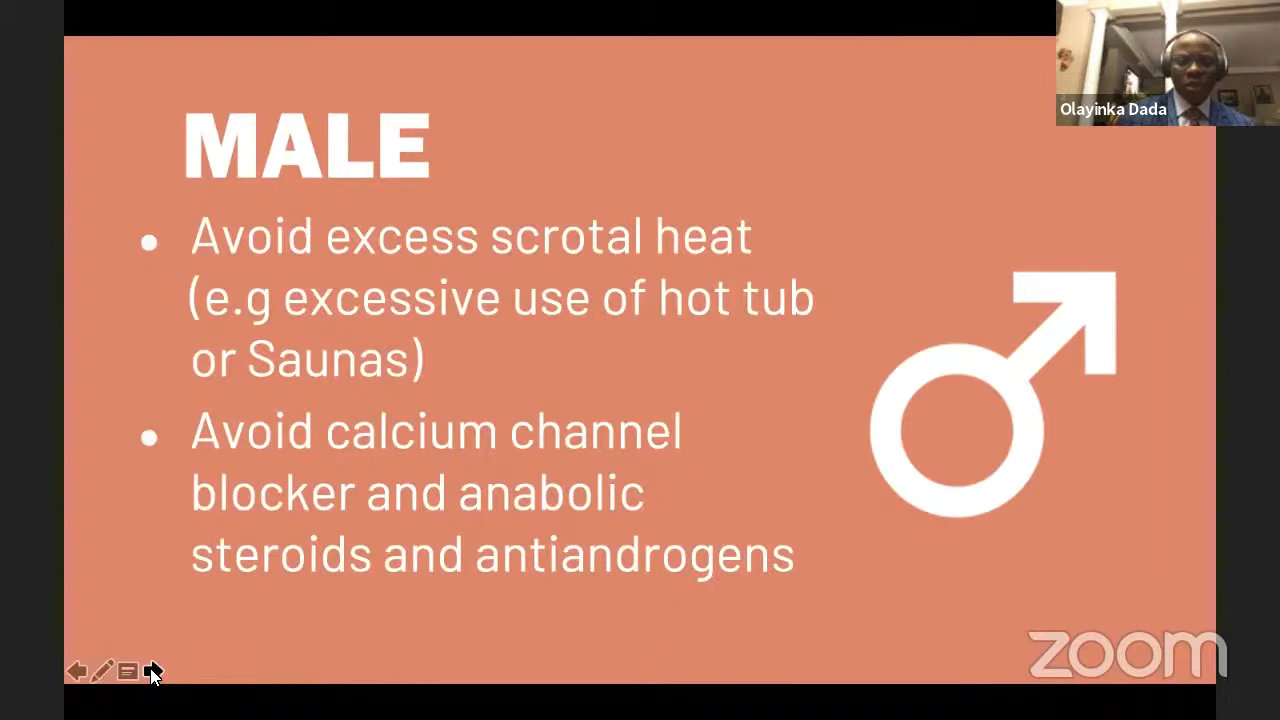 Olayinka Dada
MALE
● Avoid excess scrotal heat
(e.g excessive use of hot tub
or Saunas)
● Avoid calcium channel
blocker and anabolic
steroids and antiandrogens
zoom